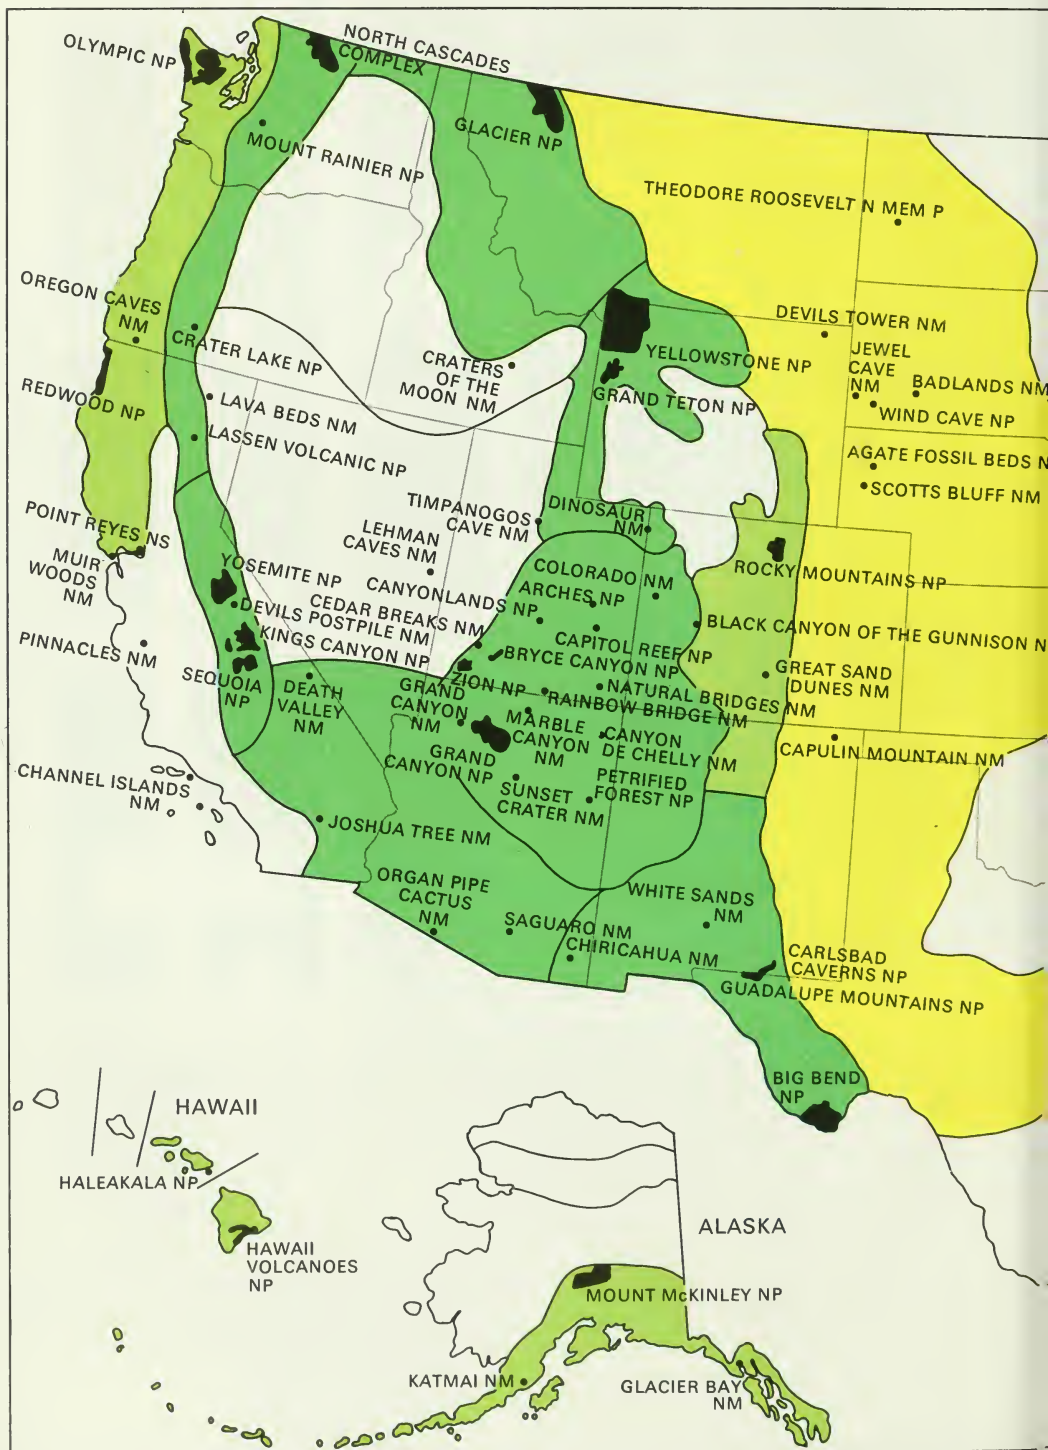 OLYMPIC NP
NORTH CASCADES
COMPLEX
GLACIER NP
MOUNT RAINIER NP
THEODORE ROOSEVELT N MEM P
OREGON CAVES
NM
CRATER LAKE NP
CRATERS
OF THE
MOON NM
YELLOWSTONE NP
GRAND TETON NP
DEVILS TOWER NM
JEWEL
CAVE
NM
BADLANDS NM
WIND CAVE NP
REDWOOD NP
LAVA BEDS NM
LASSEN VOLCANIC NP
AGATE FOSSIL BEDS N
SCOTTS BLUFF NM
POINT REYES NS
MUIR
WOODS
NM
TIMPANOGOS
CAVE NM
DINOSAUR
NM
LEHMAN
CAVES NM
YOSEMITE NP
CANYONLANDS NP
COLORADO NM
ARCHES NP
ROCKY MOUNTAINS NP
DEVILS
POSTPILE NM
CEDAR BREAKS NM
KINGS CANYON NP
PINNACLES NM
CAPITOL REEF NP
BRYCE CANYON NP
BLACK CANYON OF THE GUNNISON N
SEQUOIA
NP
DEATH
VALLEY
NM
ZION NP
NATURAL BRIDGES NM
RAINBOW BRIDGE NM
GREAT SAND
DUNES NM
GRAND
CANYON
NM
MARBLE
CANYON
NM
CANYON
DE CHELLY NM
CAPULIN MOUNTAIN NM
GRAND
CANYON NP
SUNSET
CRATER NM
PETRIFIED
FOREST NP
CHANNEL ISLANDS
NM
JOSHUA TREE NM
ORGAN PIPE
CACTUS
NM
SAGUARO NM
CHIRICAHUA NM
WHITE SANDS
NM
CARLSBAD
CAVERNS NP
GUADALUPE MOUNTAINS NP
BIG BEND
NP
HAWAII
HALEAKALA NP
HAWAII
VOLCANOES
NP
ALASKA
MOUNT McKINLEY NP
KATMAI NM
GLACIER BAY
NM